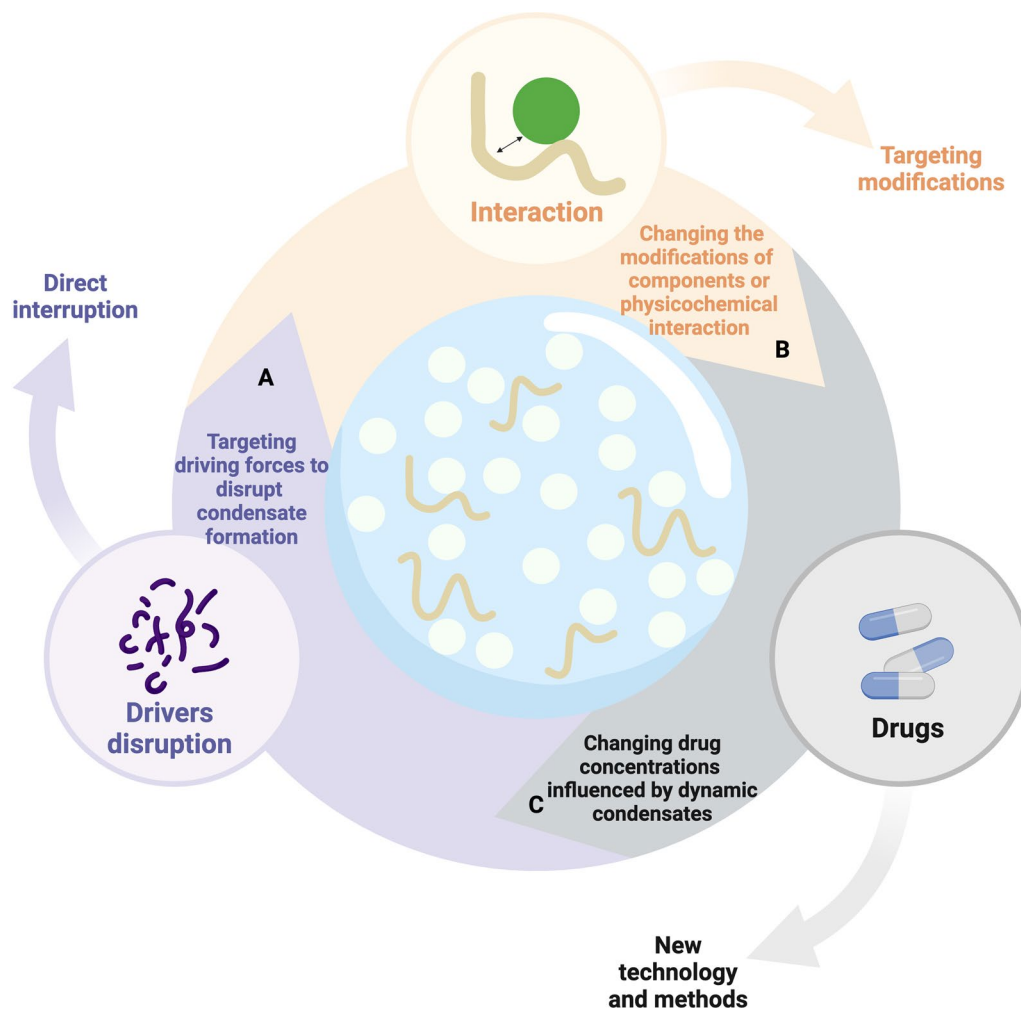 Interaction
Targeting
modifications
Changing the
modifications of
components or
physicochemical
interaction
B
Direct
interruption
A
Targeting
driving forces to
disrupt
condensate
formation
Drivers
disruption
Drugs
Changing drug
concentrations
influenced by dynamic
condensates
C
New
technology
and methods